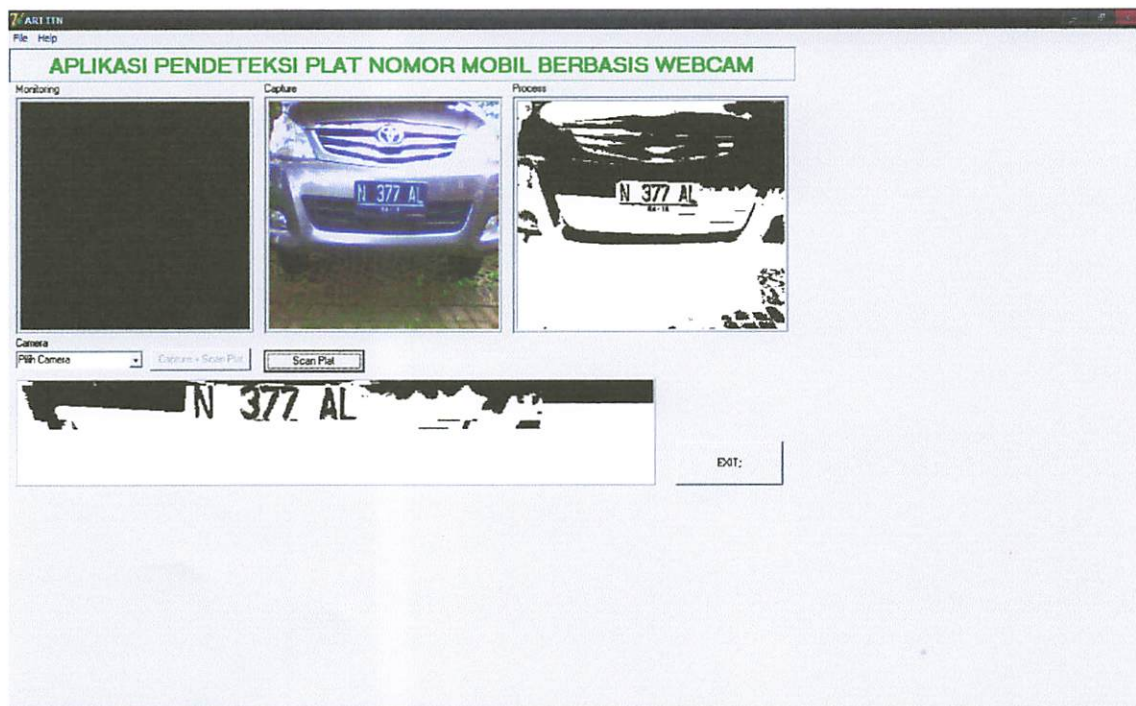 ARI ITN
File Help
APLIKASI PENDETEKSI PLAT NOMOR MOBIL BERBASIS WEBCAM
Monitoring Capture Process
N 377 AL
N 377 AL
Camera
Pilih Camera Capture + Scan Plat Scan Plat
N 377 AL
EXIT;